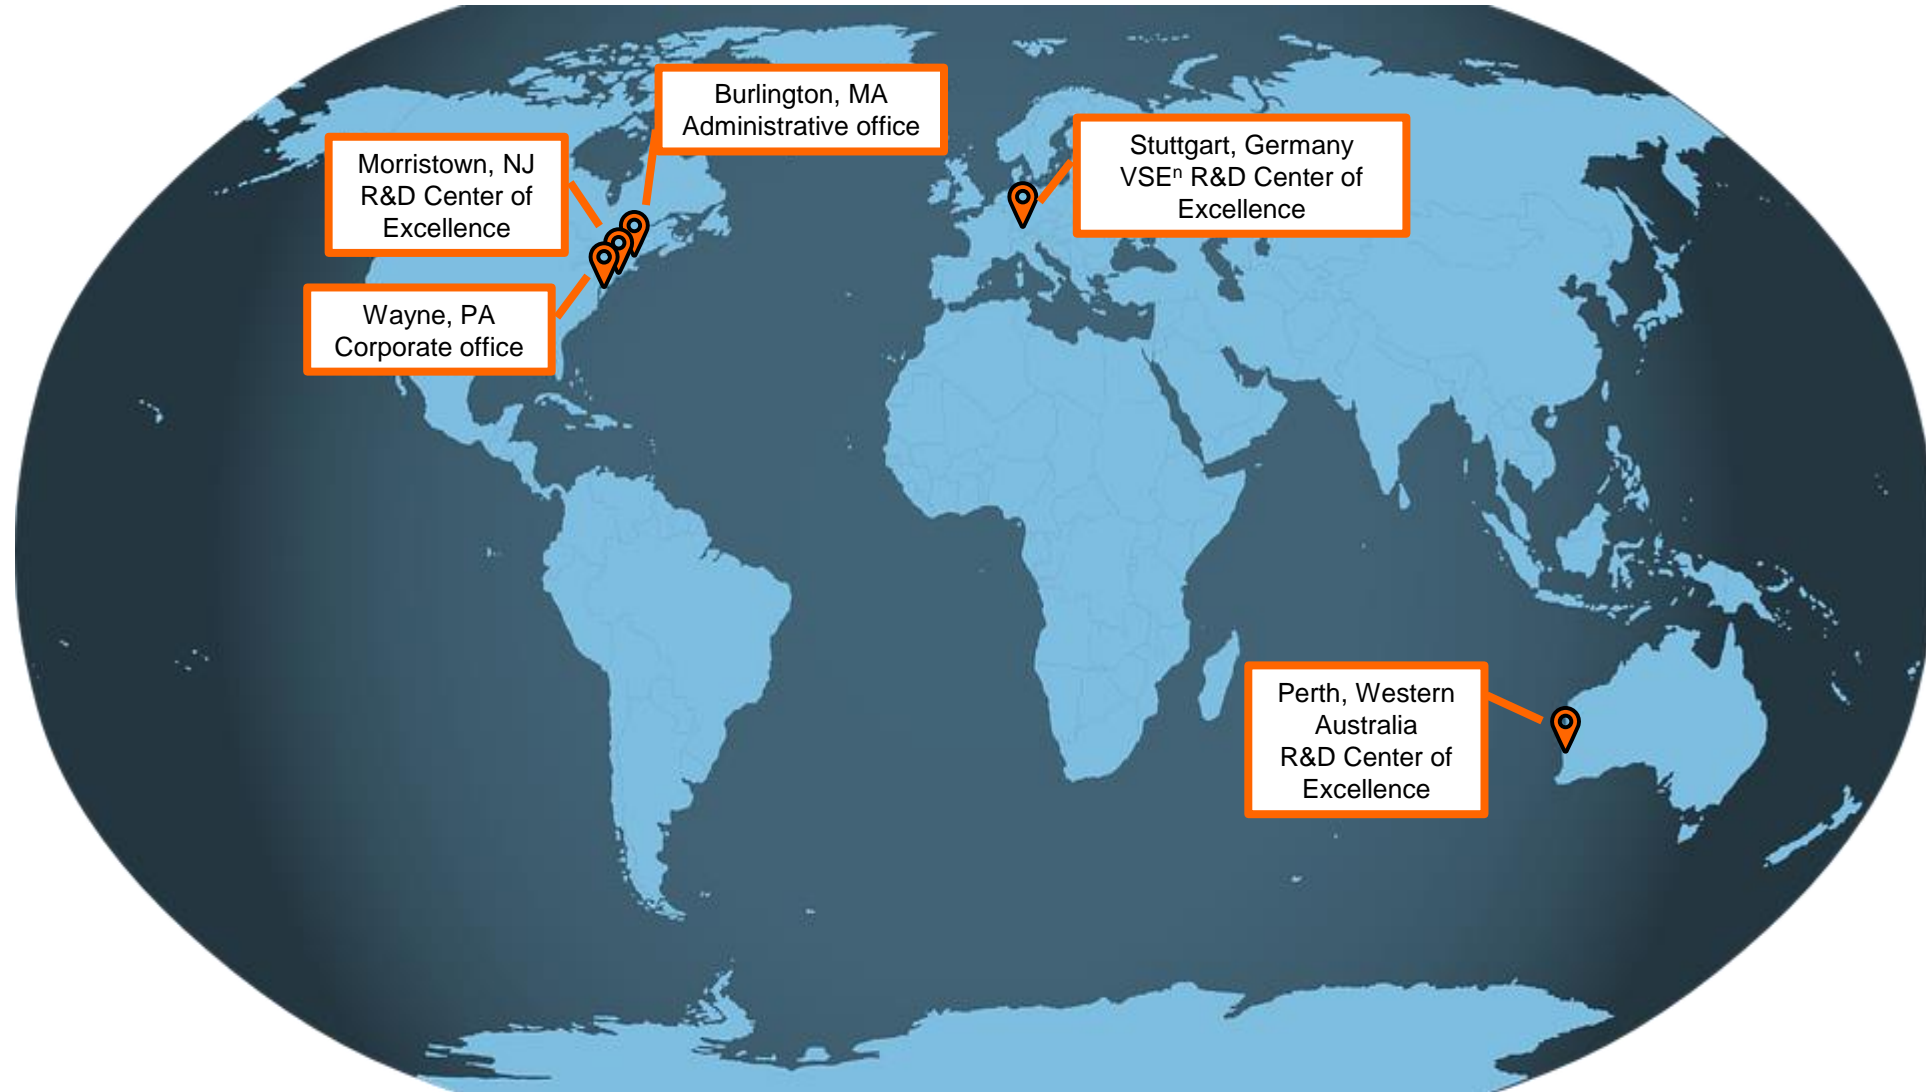 Burlington, MA
Administrative office
Morristown, NJ
R&D Center of
Excellence
Stuttgart, Germany
VSEⁿ R&D Center of
Excellence
Wayne, PA
Corporate office
Perth, Western
Australia
R&D Center of
Excellence